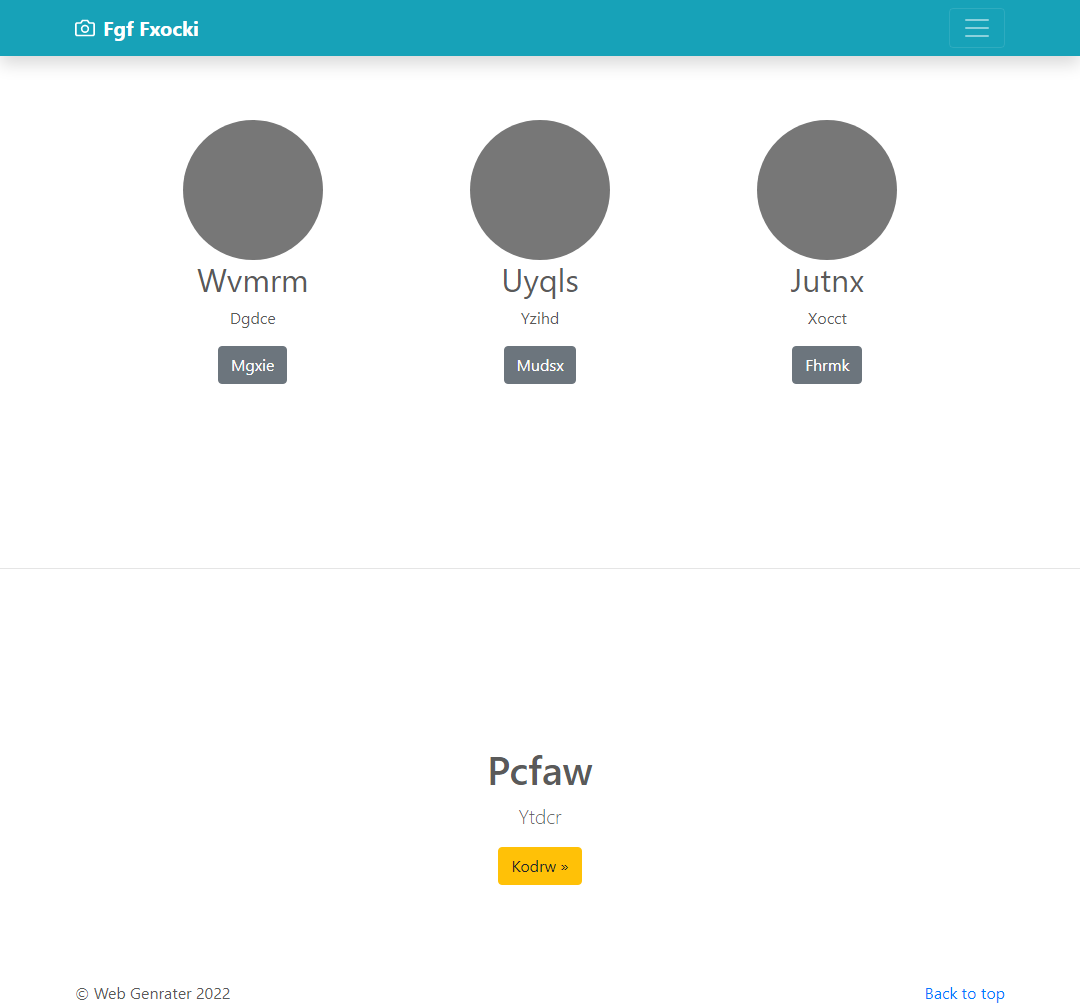 Fgf Fxocki
Wvmrm
Dgdce
Mgxie
Uyqls
Yzihd
Mudsx
Jutnx
Xocct
Fhrmk
Pcfaw
Ytdcr
Kodrw »
© Web Genrater 2022
Back to top